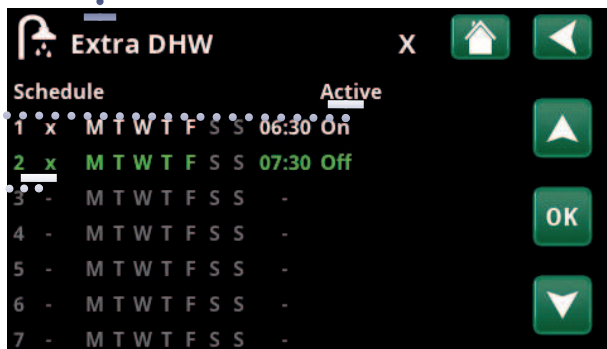 Extra DHW X
Schedule Active
1 x M T W T F S S 06:30 On
2 x M T W T F S S 07:30 Off
3 - M T W T F S S -
4 - M T W T F S S -
OK
5 - M T W T F S S -
6 - M T W T F S S -
7 - M T W T F S S -